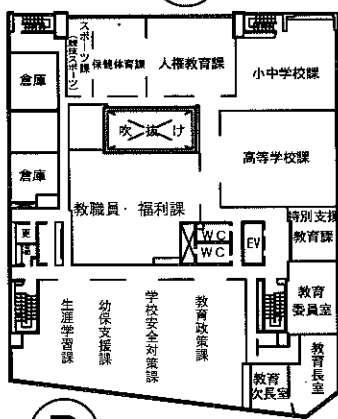 スポーツ課
(競技スポーツ)
保健体育課
人権教育課
小中学校課
倉庫
吹き抜け
高等学校課
倉庫
教職員・福利課
特別支援
教育課
WC
WC
EV
更
生涯学習課
幼保支援課
学校安全対策課
教育政策課
教育
委員室
教育長室
教育
次長室